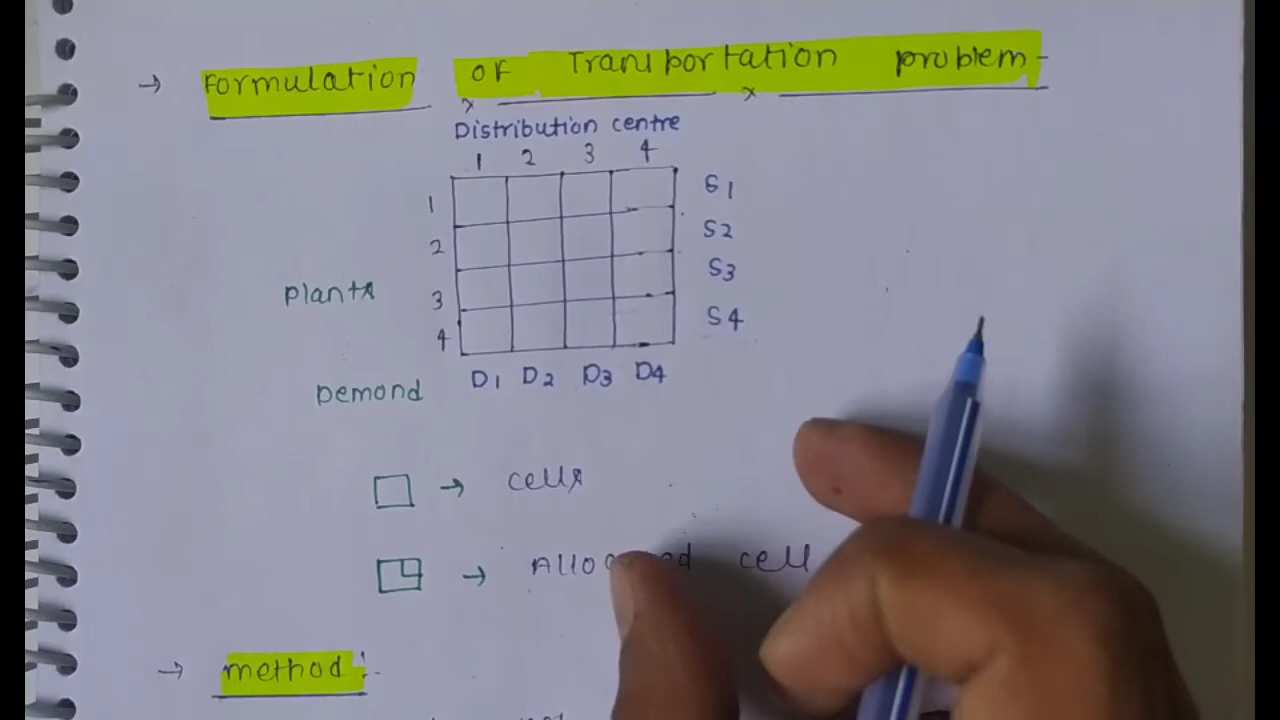 → Formulation OF Transportation problem-
Distribution centre
1 2 3 4
1 S1
2 S2
Plants
3 S3
4 S4
Demond D1 D2 D3 D4
→ cells
→ cell
→ method:-